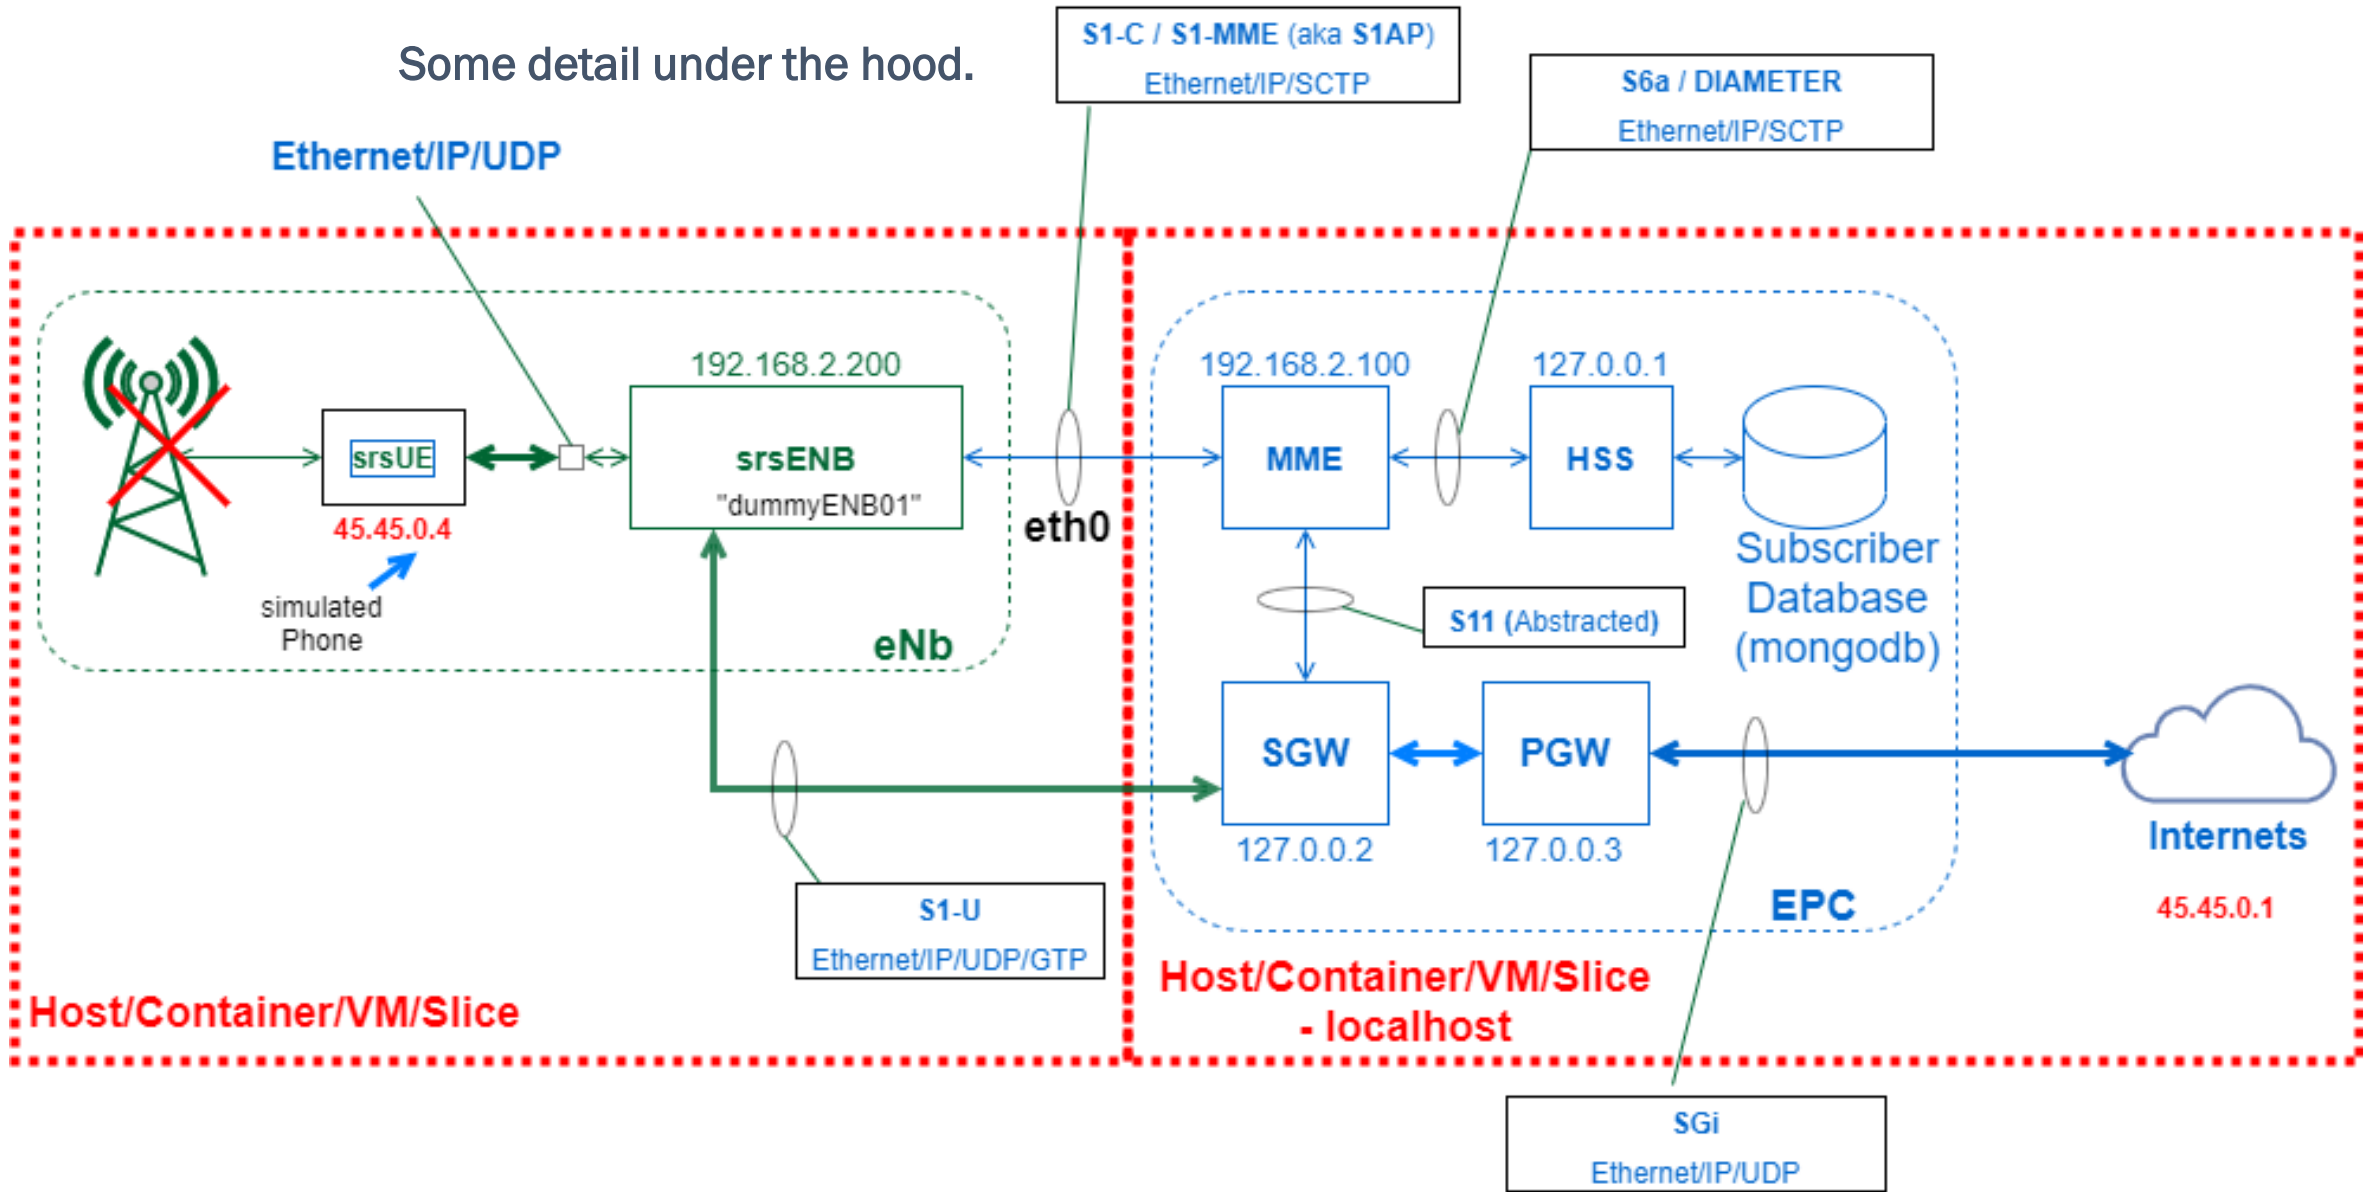 Some detail under the hood.
S1-C / S1-MME (aka S1AP)
Ethernet/IP/SCTP
S6a / DIAMETER
Ethernet/IP/SCTP
Ethernet/IP/UDP
192.168.2.200
srsUE
srsENB
"dummyENB01"
45.45.0.4
simulated
Phone
eNb
eth0
192.168.2.100
127.0.0.1
MME
HSS
Subscriber
Database
(mongodb)
S11 (Abstracted)
SGW
PGW
127.0.0.2
127.0.0.3
EPC
Internets
45.45.0.1
S1-U
Ethernet/IP/UDP/GTP
Host/Container/VM/Slice
Host/Container/VM/Slice
- localhost
SGi
Ethernet/IP/UDP